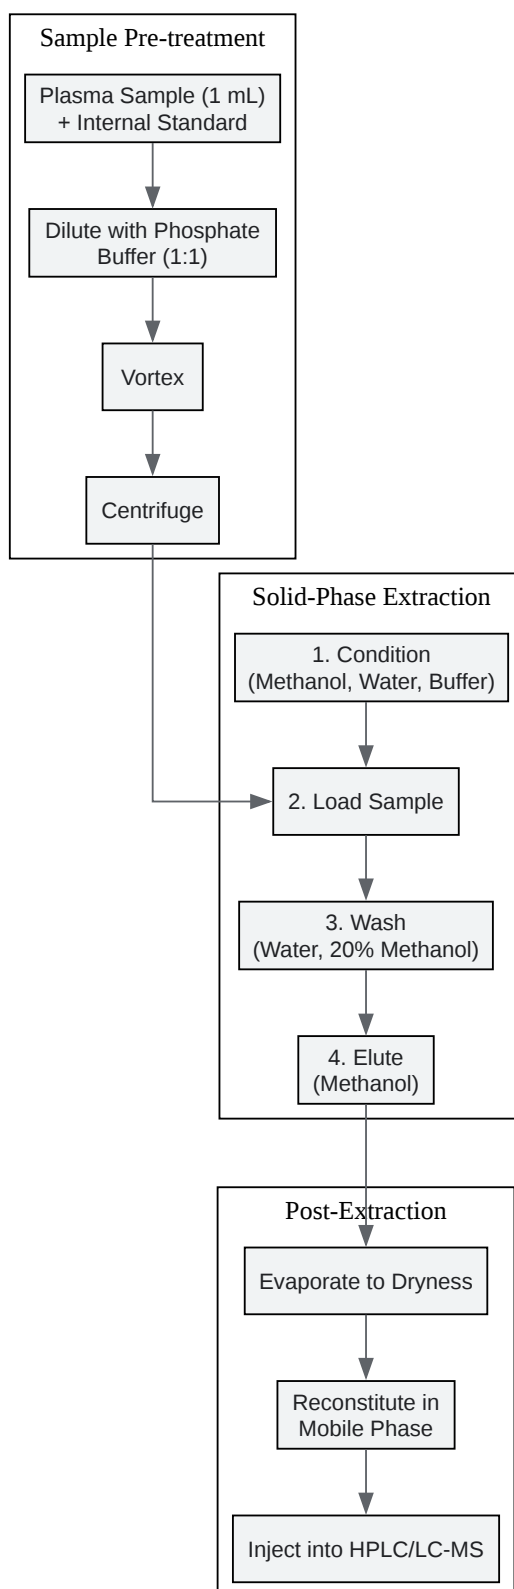 Sample Pre-treatment
Plasma Sample (1 mL)
+ Internal Standard
Dilute with Phosphate
Buffer (1:1)
Vortex
Centrifuge
Solid-Phase Extraction
1. Condition
(Methanol, Water, Buffer)
2. Load Sample
3. Wash
(Water, 20% Methanol)
4. Elute
(Methanol)
Post-Extraction
Evaporate to Dryness
Reconstitute in
Mobile Phase
Inject into HPLC/LC-MS